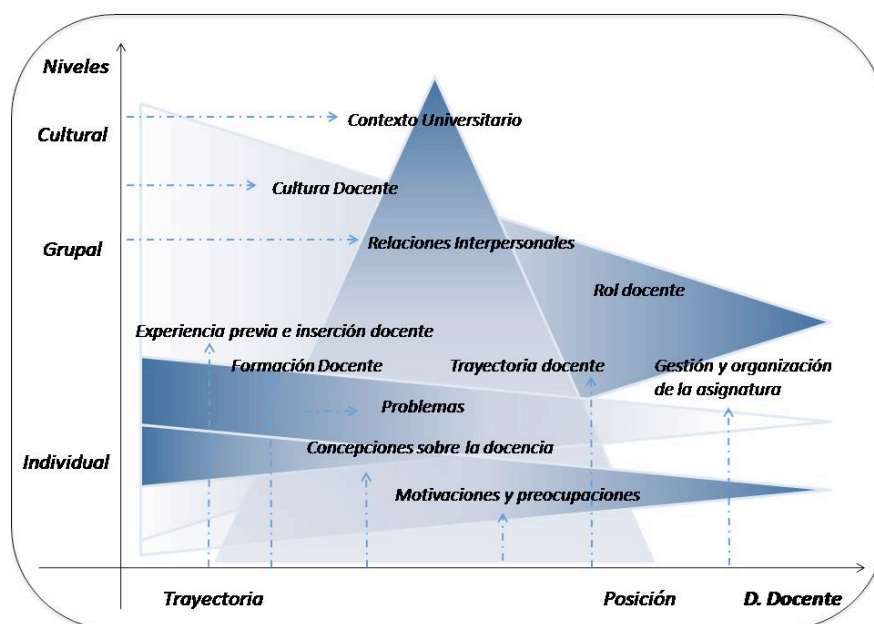 Niveles
Contexto Universitario
Cultural
Cultura Docente
Grupal
Relaciones Interpersonales
Rol docente
Experiencia previa e inserción docente
Formación Docente
Trayectoria docente
Gestión y organización
de la asignatura
Problemas
Concepciones sobre la docencia
Individual
Motivaciones y preocupaciones
Trayectoria
Posición
D. Docente